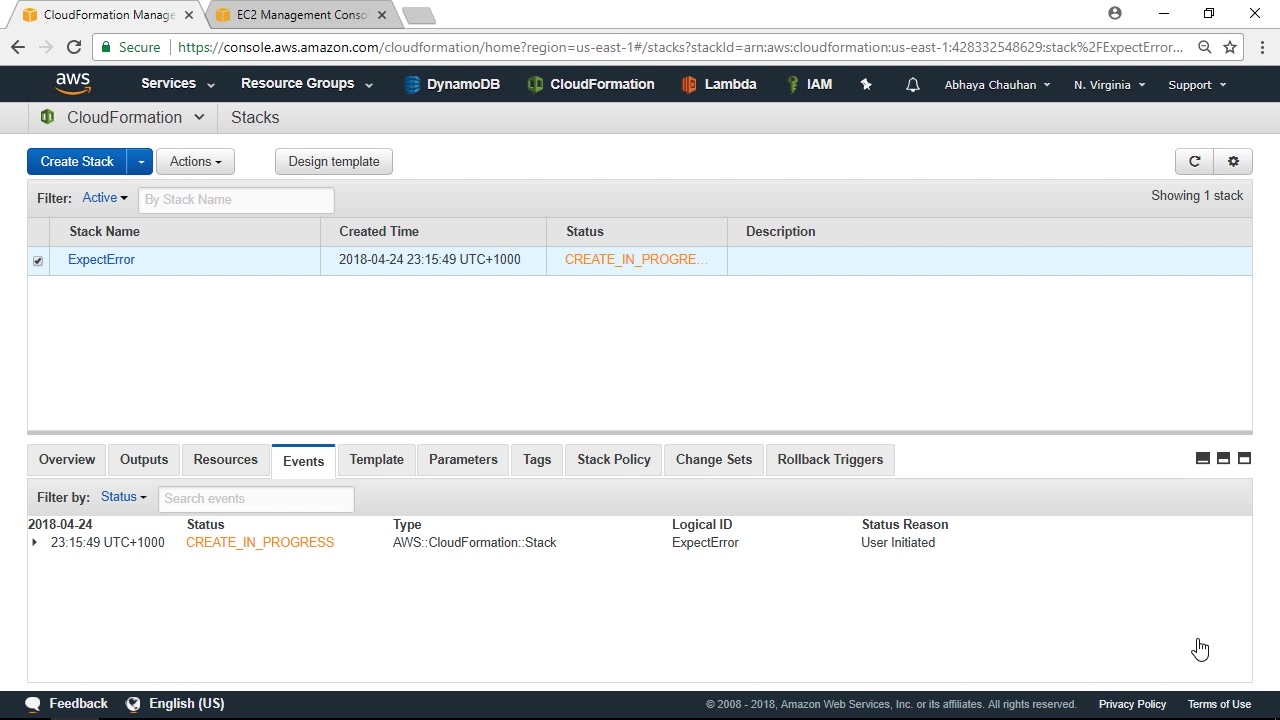 CloudFormation Manage
EC2 Management Conso
Secure https://console.aws.amazon.com/cloudformation/home?region=us-east-1#/stacks?stackId=arn:aws:cloudformation:us-east-1:428332548629:stack%2FExpectError...
aws Services Resource Groups DynamoDB CloudFormation Lambda IAM Abhaya Chauhan N. Virginia Support
CloudFormation Stacks
Create Stack Actions Design template
Filter: Active By Stack Name Showing 1 stack
Stack Name Created Time Status Description
ExpectError 2018-04-24 23:15:49 UTC+1000 CREATE_IN_PROGRE...
Overview Outputs Resources Events Template Parameters Tags Stack Policy Change Sets Rollback Triggers
Filter by: Status Search events
2018-04-24 Status Type Logical ID Status Reason
23:15:49 UTC+1000 CREATE_IN_PROGRESS AWS::CloudFormation::Stack ExpectError User Initiated
Feedback English (US) © 2008 - 2018, Amazon Web Services, Inc. or its affiliates. All rights reserved. Privacy Policy Terms of Use